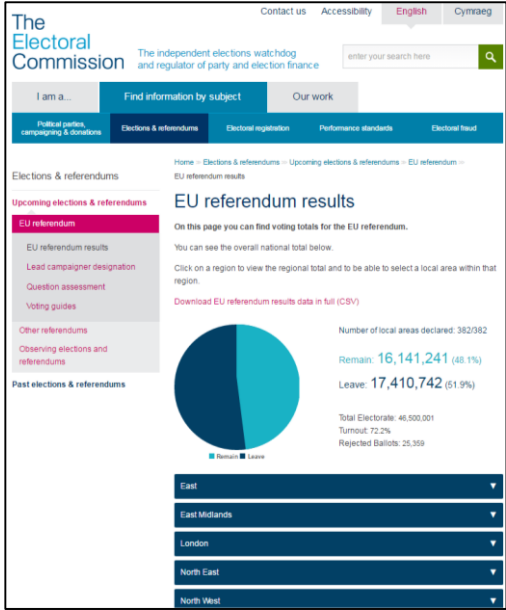 Contact us Accessibility English Cymraeg
The
Electoral
Commission
The independent elections watchdog
and regulator of party and election finance
enter your search here
I am a... Find information by subject Our work
Political parties,
campaigning & donations
Elections & referendums
Electoral registration
Performance standards
Electoral fraud
Elections & referendums
Upcoming elections & referendums
EU referendum
EU referendum results
Lead campaigner designation
Question assessment
Voting guides
Other referendums
Observing elections and
referendums
Past elections & referendums
Home » Elections & referendums » Upcoming elections & referendums » EU referendum »
EU referendum results
EU referendum results
On this page you can find voting totals for the EU referendum.
You can see the overall national total below.
Click on a region to view the regional total and to be able to select a local area within that
region.
Download EU referendum results data in full (CSV)
Number of local areas declared: 382/382
Remain: 16,141,241 (48.1%)
Leave: 17,410,742 (51.9%)
Total Electorate: 46,500,001
Turnout: 72.2%
Rejected Ballots: 25,359
Remain Leave
East
East Midlands
London
North East
North West